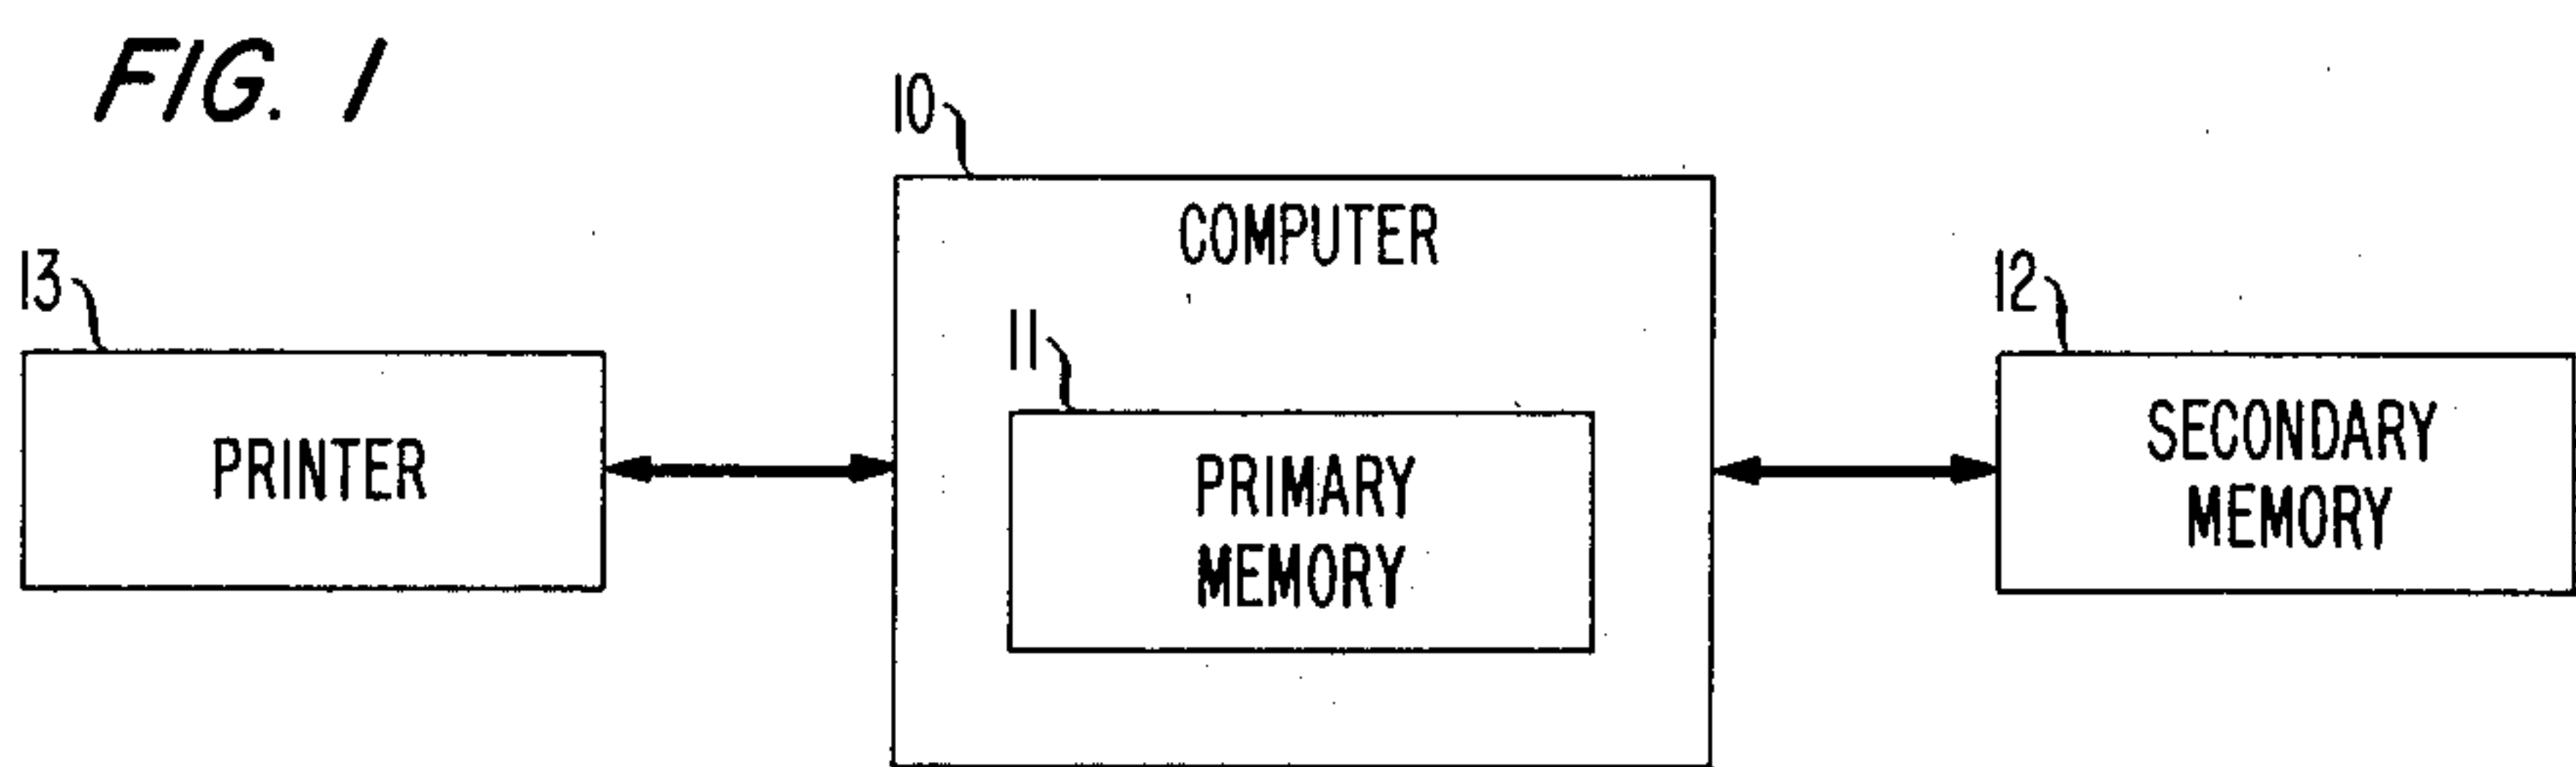 FIG. 1
10
COMPUTER
13
12
11
PRINTER
PRIMARY
MEMORY
SECONDARY
MEMORY